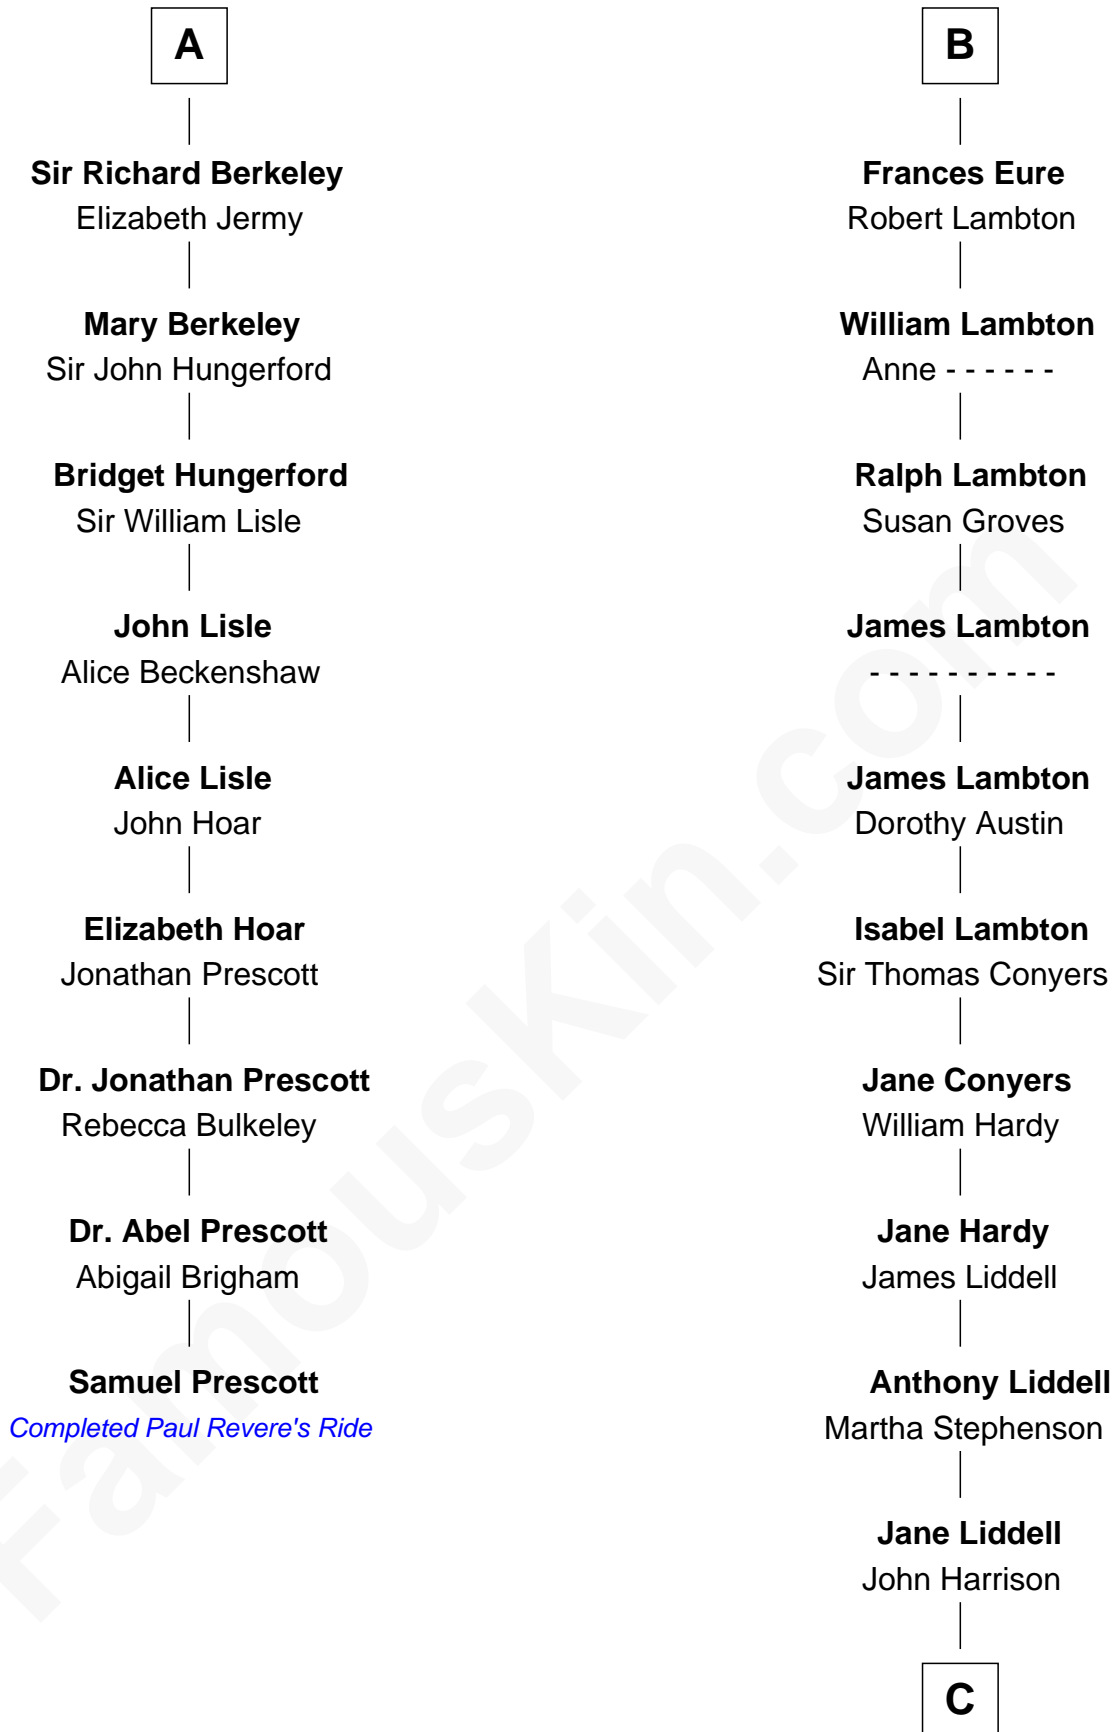 A
Sir Richard Berkeley
Elizabeth Jermy
Mary Berkeley
Sir John Hungerford
Bridget Hungerford
Sir William Lisle
John Lisle
Alice Beckenshaw
Alice Lisle
John Hoar
Elizabeth Hoar
Jonathan Prescott
Dr. Jonathan Prescott
Rebecca Bulkeley
Dr. Abel Prescott
Abigail Brigham
Samuel Prescott
Completed Paul Revere's Ride
B
Frances Eure
Robert Lambton
William Lambton
Anne - - - - - -
Ralph Lambton
Susan Groves
James Lambton
- - - - - - - - - -
James Lambton
Dorothy Austin
Isabel Lambton
Sir Thomas Conyers
Jane Conyers
William Hardy
Jane Hardy
James Liddell
Anthony Liddell
Martha Stephenson
Jane Liddell
John Harrison
C
FamousKin.com